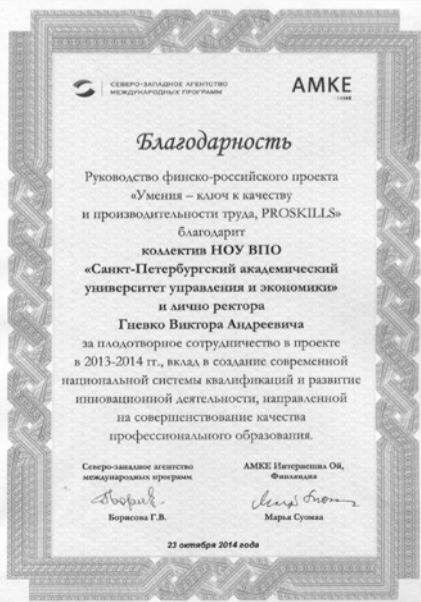 СЕВЕРО-ЗАПАДНОЕ АГЕНТСТВО
МЕЖДУНАРОДНЫХ ПРОГРАММ
AMKE
Благодарность
Руководство финско-российского проекта
«Умения – ключ к качеству
и производительности труда, PROSKILLS»
благодарит
коллектив НОУ ВПО
«Санкт-Петербургский академический
университет управления и экономики»
и лично ректора
Гневко Виктора Андреевича
за плодотворное сотрудничество в проекте
в 2013-2014 гг., вклад в создание современной
национальной системы квалификаций и развитие
инновационной деятельности, направленной
на совершенствование качества
профессионального образования.
Северо-западное агентство
международных программ
Борисова Г.В.
АМКЕ Интернешнл Ой,
Финляндия
Марья Суомаа
23 октября 2014 года